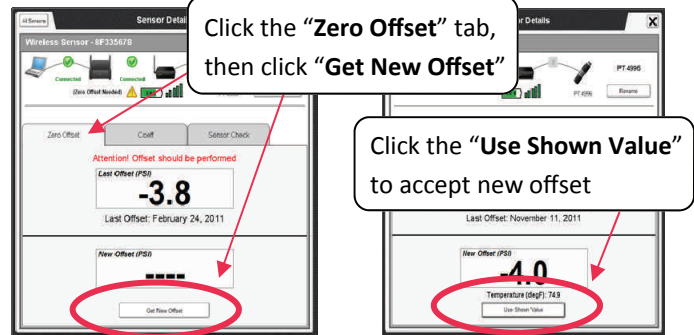 Sensor Detai
Wireless Sensor - 8F335678
Connected
Connected
(Zero Offset Needed)
Zero Offset
Coeff
Sensor Check
Attention! Offset should be performed
Last Offset (PSI)
-3.8
Last Offset: February 24, 2011
New Offset (PSI)
----
Get New Offset
Click the “Zero Offset” tab,
then click “Get New Offset”
or Details
X
PT 4996
PT 4996
Rename
Click the “Use Shown Value”
to accept new offset
Last Offset: November 11, 2011
New Offset (PSI)
-4.0
Temperature (degF): 74.9
Use Shown Value